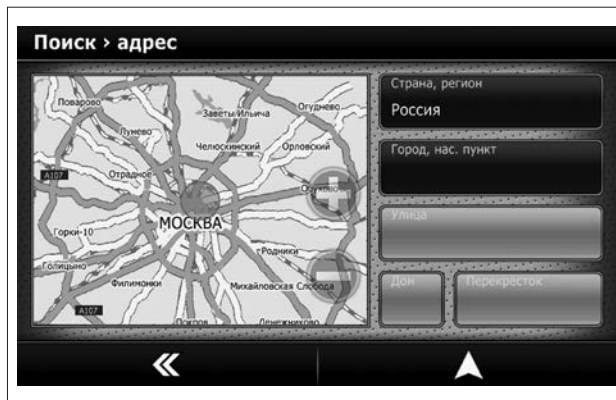 Поиск › адрес
Поварово
Заветы Ильича
Огуднево
Лунево
Челюскинский
Орловский
A107
Отрадное
Обухово
МОСКВА
Горки-10
Родники
Голицыно
Филимонки
Михайловская Слобода
A107
Покров
Денежниково
Страна, регион
Россия
Город, нас. пункт
Улица
Дом
Перекресток